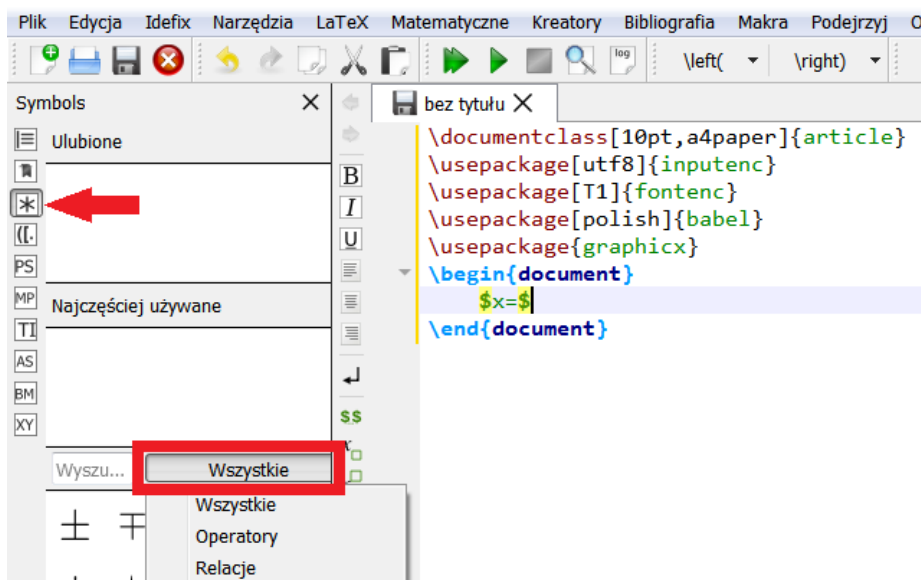 Plik Edycja Idefix Narzędzia LaTeX Matematyczne Kreatory Bibliografia Makra Podejrzyj
log \left( \right)
Symbols
bez tytułu
Ulubione
([.
PS
MP
TI
AS
BM
XY
Najczęściej używane
B
I
U
$$
Wyszu... Wszystkie
Wszystkie
Operatory
Relacje
± ∓
\documentclass[10pt,a4paper]{article}
\usepackage[utf8]{inputenc}
\usepackage[T1]{fontenc}
\usepackage[polish]{babel}
\usepackage{graphicx}
\begin{document}
$x=$
\end{document}